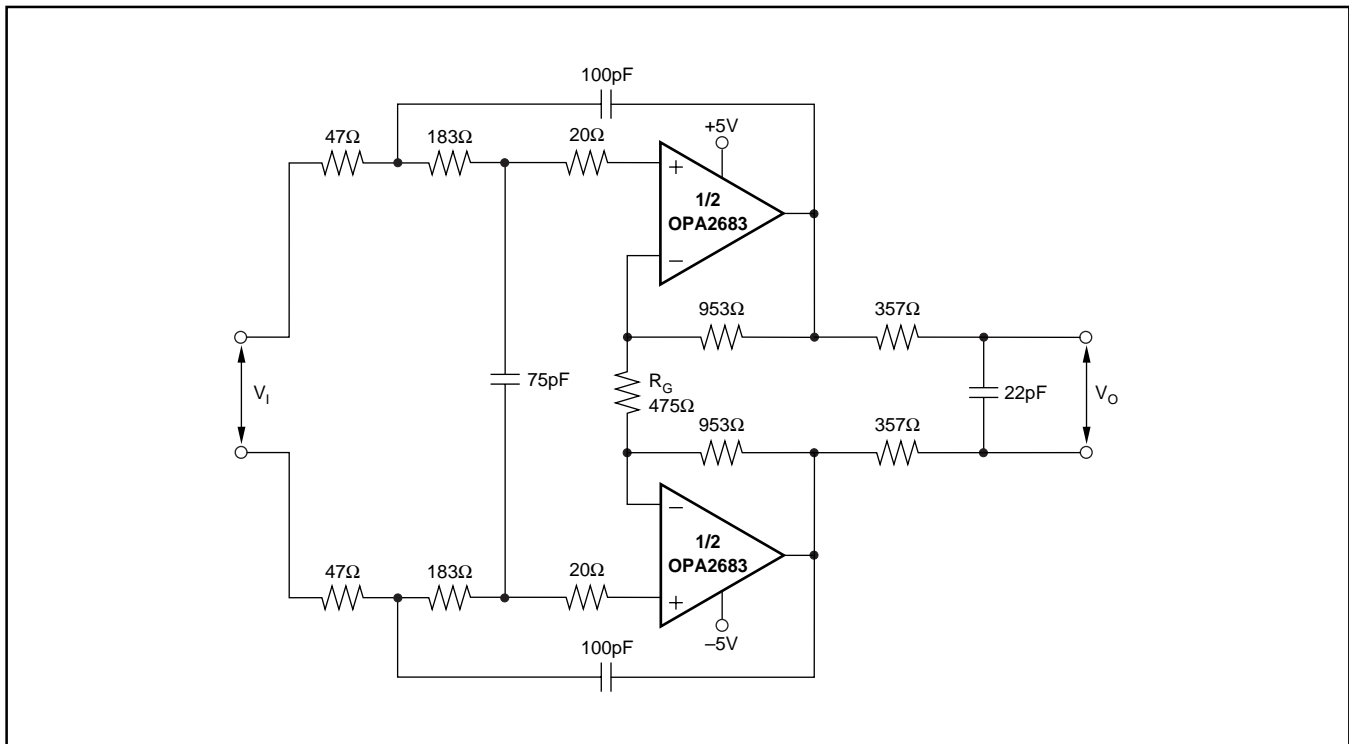 100pF
47Ω
183Ω
20Ω
+5V
+
1/2
OPA2683
–
953Ω
357Ω
V_I
75pF
R_G
475Ω
22pF
V_O
953Ω
357Ω
–
1/2
OPA2683
47Ω
183Ω
20Ω
+
–5V
100pF